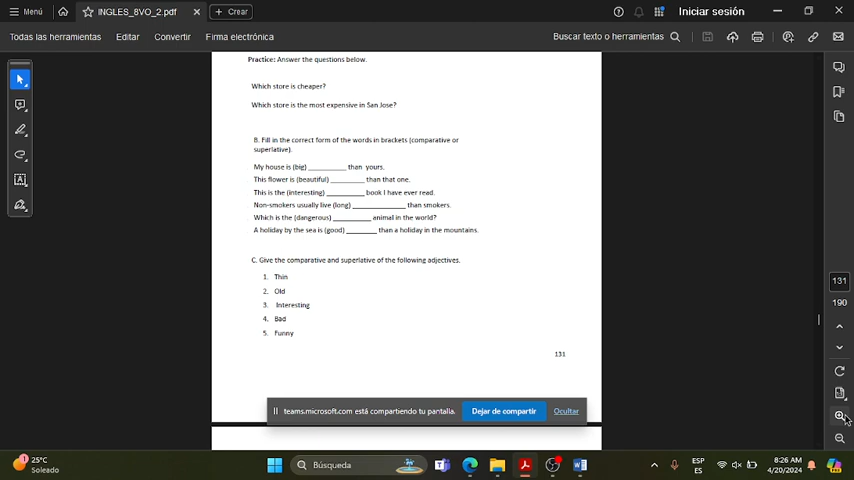 Menú INGLES_8VO_2.pdf × + Crear Iniciar sesión
Todas las herramientas Editar Convertir Firma electrónica Buscar texto o herramientas
Practice: Answer the questions below.
Which store is cheaper?
Which store is the most expensive in San Jose?
B. Fill in the correct form of the words in brackets (comparative or
superlative).
My house is (big) __________ than yours.
This flower is (beautiful) _________ than that one.
This is the (interesting) __________ book I have ever read.
Non-smokers usually live (long) ______________ than smokers.
Which is the (dangerous) __________ animal in the world?
A holiday by the sea is (good) ________ than a holiday in the mountains.
C. Give the comparative and superlative of the following adjectives.
1. Thin
2. Old
3. Interesting
4. Bad
5. Funny
131
131
190
teams.microsoft.com está compartiendo tu pantalla. Dejar de compartir Ocultar
25°C
Soleado
Búsqueda
ESP
ES
8:26 AM
4/20/2024